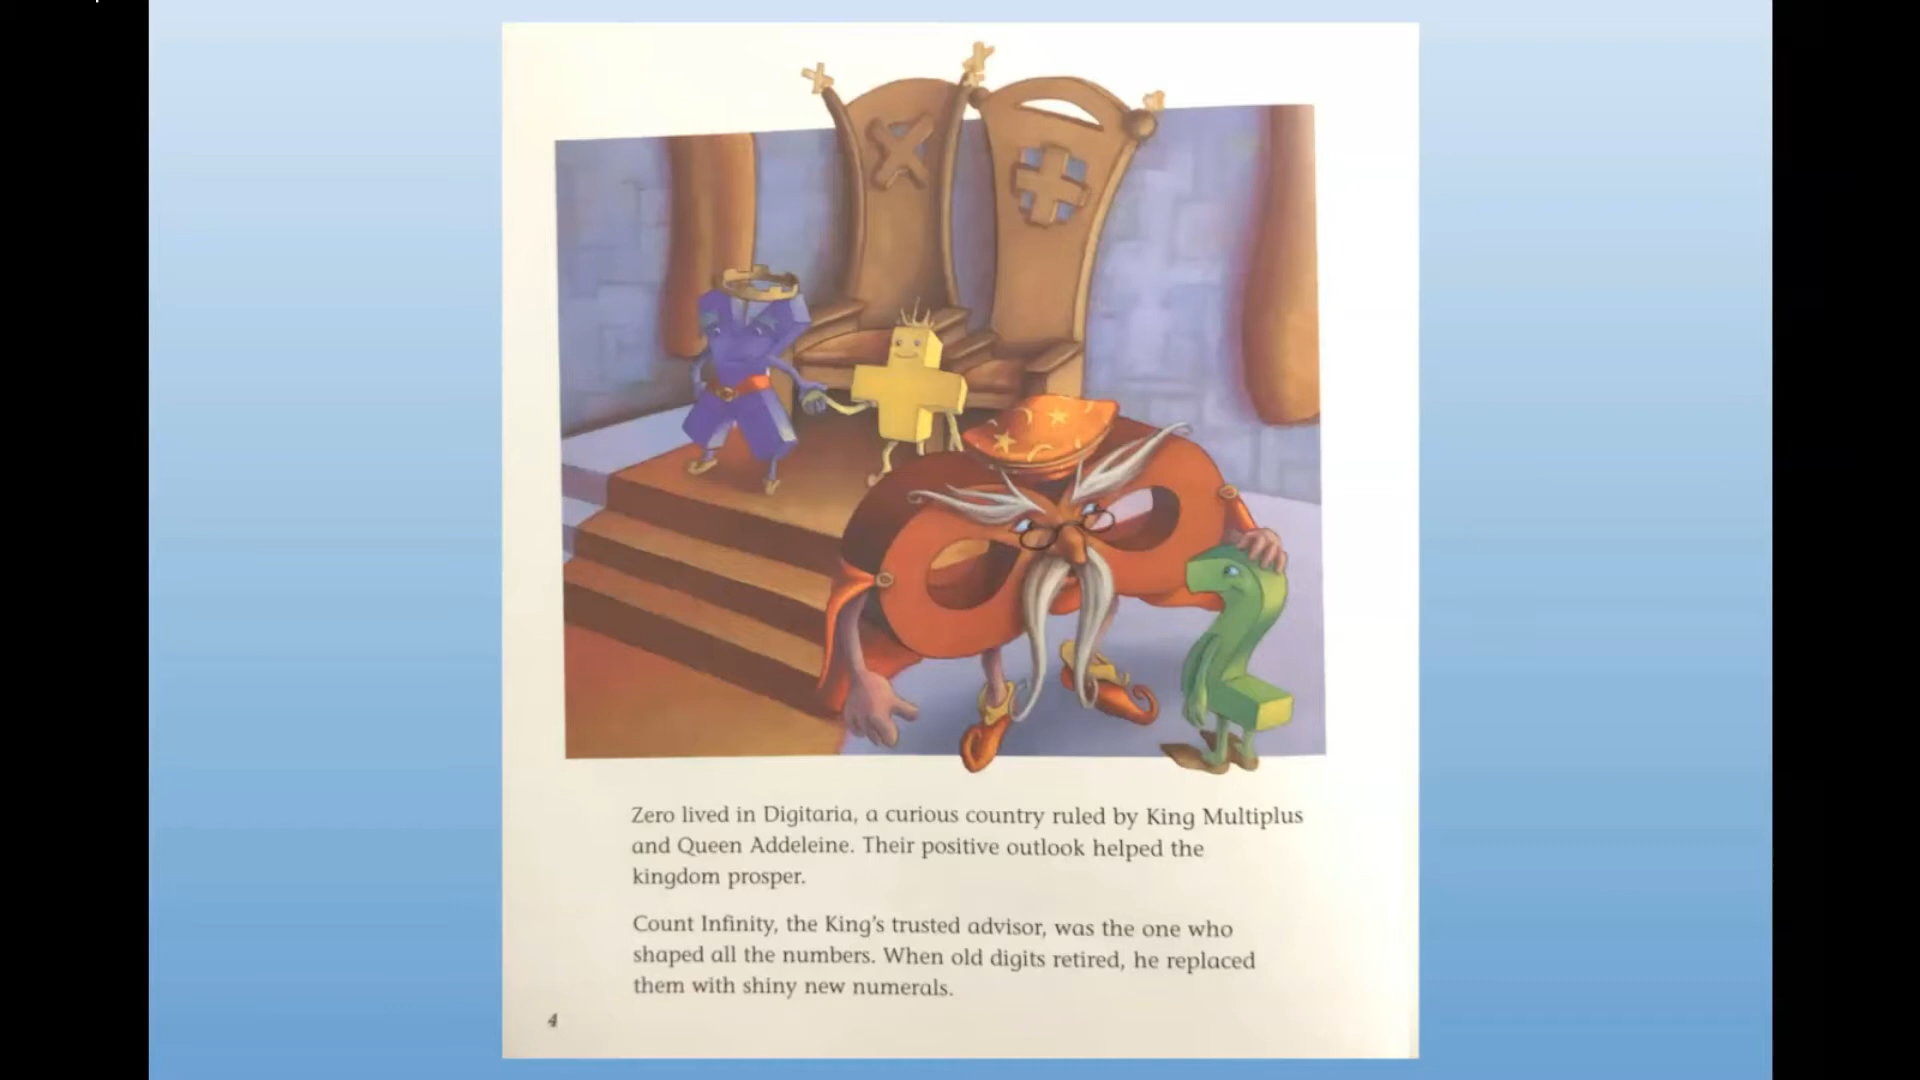 Zero lived in Digitaria, a curious country ruled by King Multiplus
and Queen Addeleine. Their positive outlook helped the
kingdom prosper.
Count Infinity, the King's trusted advisor, was the one who
shaped all the numbers. When old digits retired, he replaced
them with shiny new numerals.
4